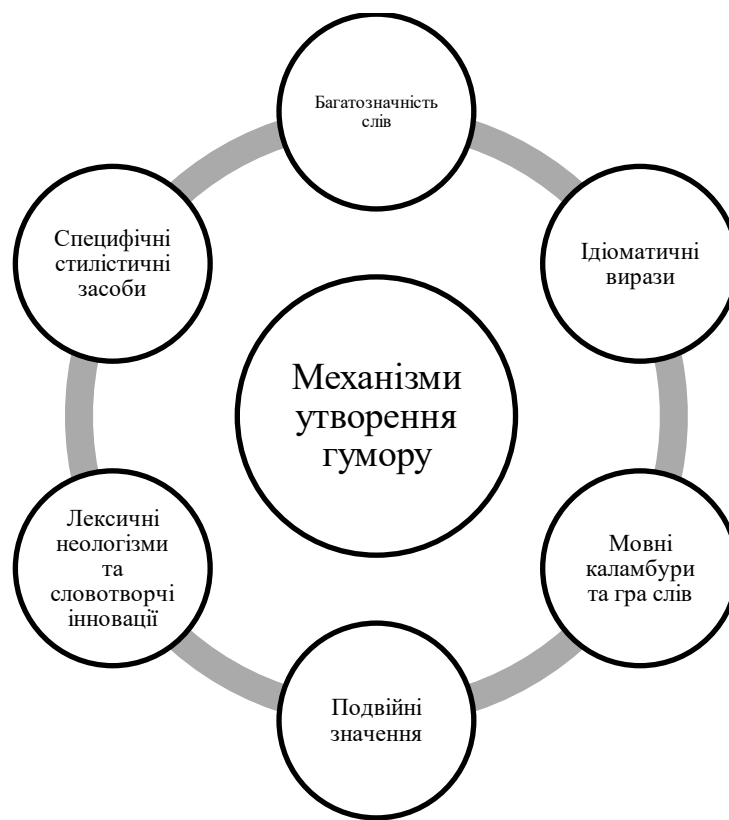 Багатозначність
слів
Ідіоматичні
вирази
Мовні
каламбури
та гра слів
Подвійні
значення
Лексичні
неологізми
та
словотворчі
інновації
Специфічні
стилістичні
засоби
Механізми
утворення
гумору